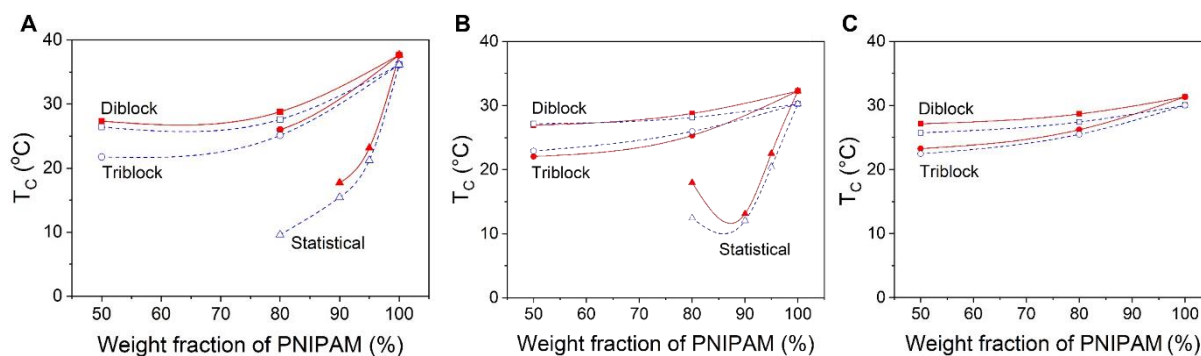 A
40
30
20
10
0
T_C (°C)
Diblock
Triblock
Statistical
50 60 70 80 90 100
Weight fraction of PNIPAM (%)
B
40
30
20
10
0
T_C (°C)
Diblock
Triblock
Statistical
50 60 70 80 90 100
Weight fraction of PNIPAM (%)
C
40
30
20
10
0
T_C (°C)
Diblock
Triblock
50 60 70 80 90 100
Weight fraction of PNIPAM (%)